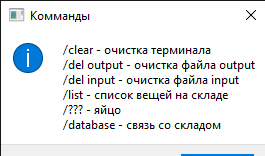 Комманды
/clear - очистка терминала
/del output - очистка файла output
/del input - очистка файла input
/list - список вещей на складе
/??? - яйцо
/database - связь со складом